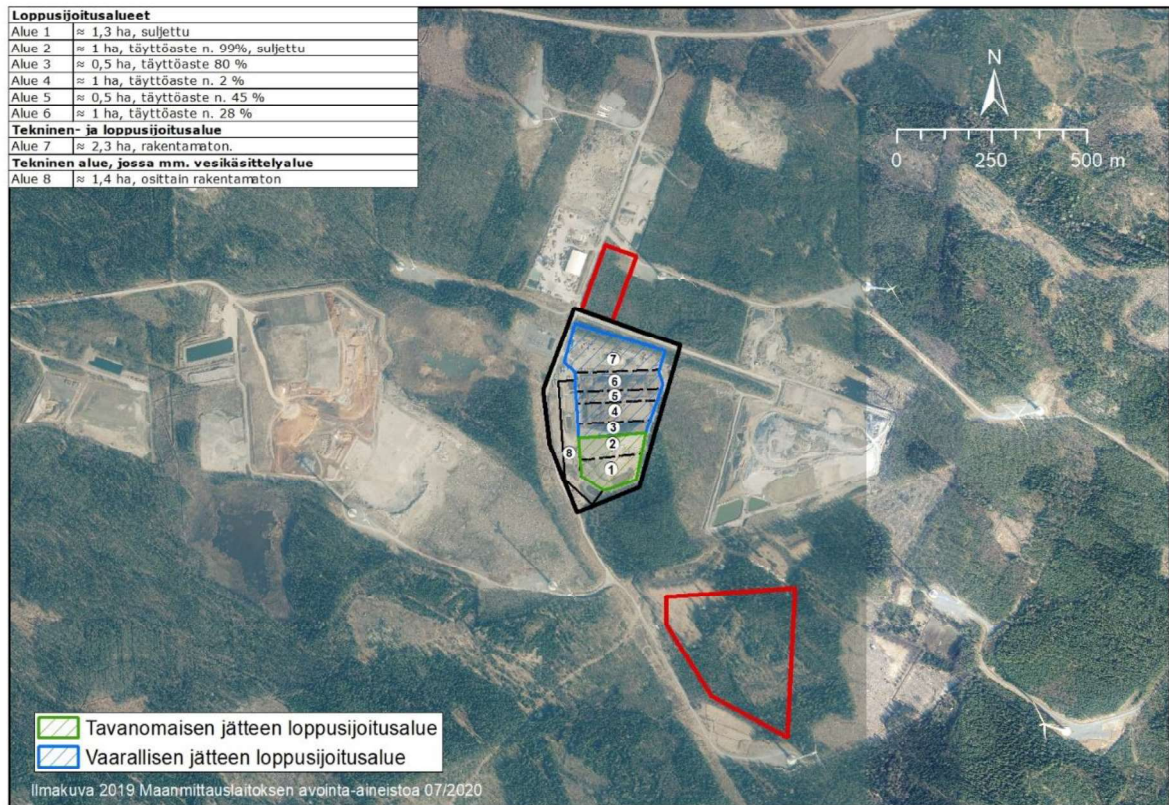 Loppusijoitusalueet
Alue 1 ≈ 1,3 ha, suljettu
Alue 2 ≈ 1 ha, täyttöaste n. 99%, suljettu
Alue 3 ≈ 0,5 ha, täyttöaste 80 %
Alue 4 ≈ 1 ha, täyttöaste n. 2 %
Alue 5 ≈ 0,5 ha, täyttöaste n. 45 %
Alue 6 ≈ 1 ha, täyttöaste n. 28 %
Tekninen- ja loppusijoitusalue
Alue 7 ≈ 2,3 ha, rakentamaton.
Tekninen alue, jossa mm. vesikäsittelyalue
Alue 8 ≈ 1,4 ha, osittain rakentamaton
N
0 250 500 m
7
6
5
4
3
2
8
1
Tavanomaisen jätteen loppusijoitusalue
Vaarallisen jätteen loppusijoitusalue
Ilmakuva 2019 Maanmittauslaitoksen avointa-aineistoa 07/2020